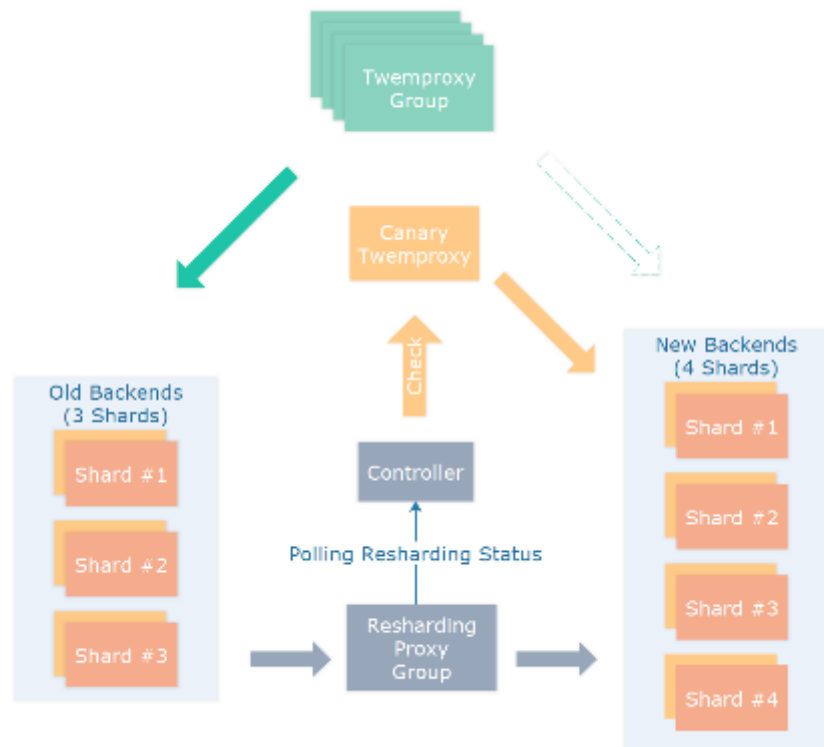 Twemproxy
Group
Canary
Twemproxy
Check
New Backends
(4 Shards)
Old Backends
(3 Shards)
Shard #1
Shard #2
Shard #3
Controller
Polling Resharding Status
Resharding
Proxy
Group
Shard #1
Shard #2
Shard #3
Shard #4